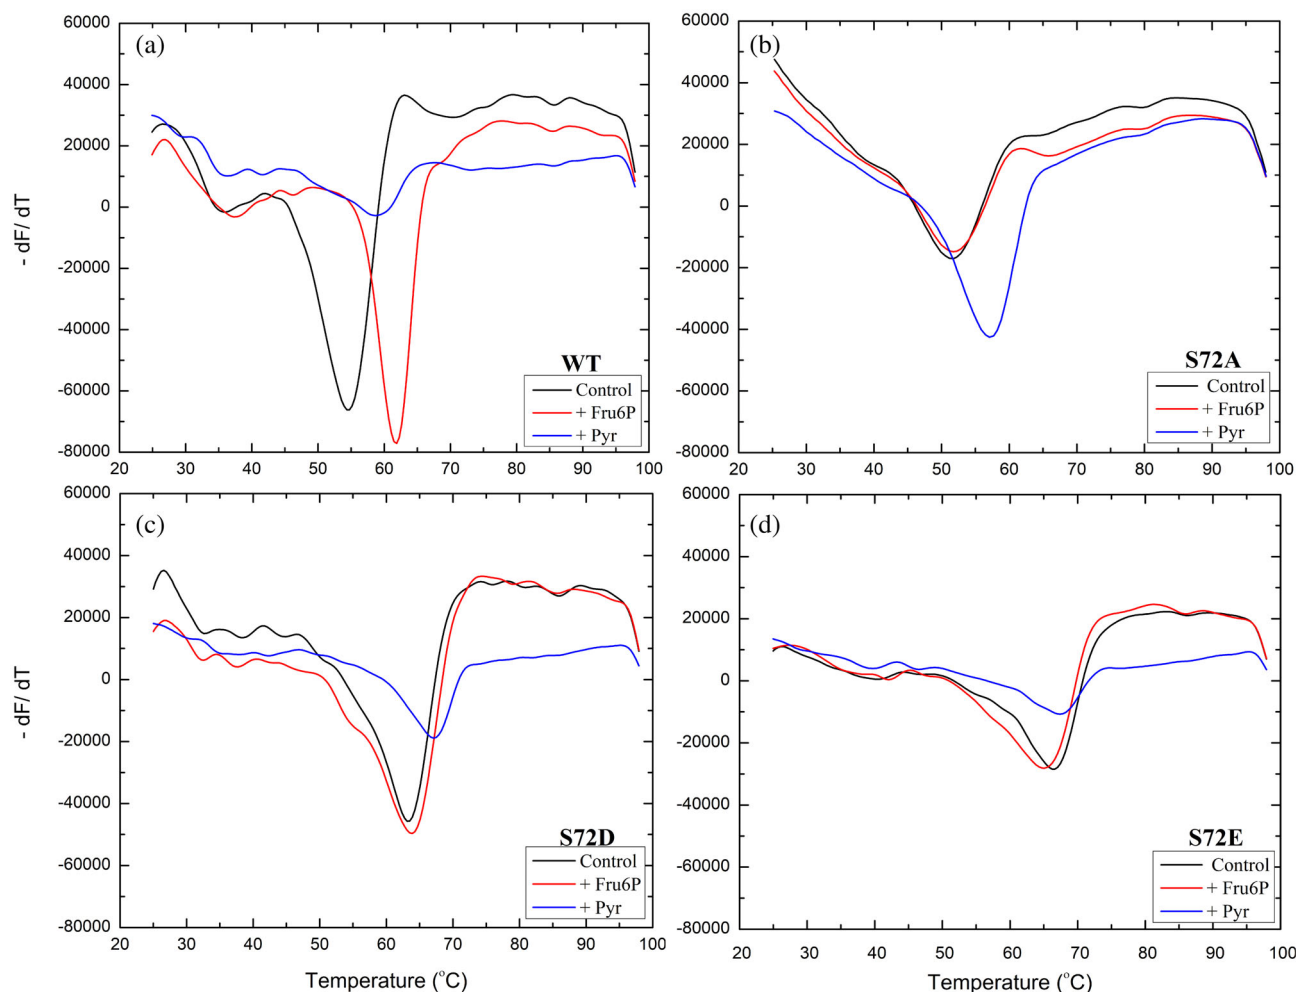 (a)
60000
40000
20000
0
-20000
-40000
-60000
-80000
- dF/ dT
WT
Control
+ Fru6P
+ Pyr
20 30 40 50 60 70 80 90 100
(b)
60000
40000
20000
0
-20000
-40000
-60000
-80000
S72A
Control
+ Fru6P
+ Pyr
20 30 40 50 60 70 80 90 100
(c)
60000
40000
20000
0
-20000
-40000
-60000
-80000
- dF/ dT
S72D
Control
+ Fru6P
+ Pyr
20 30 40 50 60 70 80 90 100
Temperature (°C)
(d)
60000
40000
20000
0
-20000
-40000
-60000
-80000
S72E
Control
+ Fru6P
+ Pyr
20 30 40 50 60 70 80 90 100
Temperature (°C)